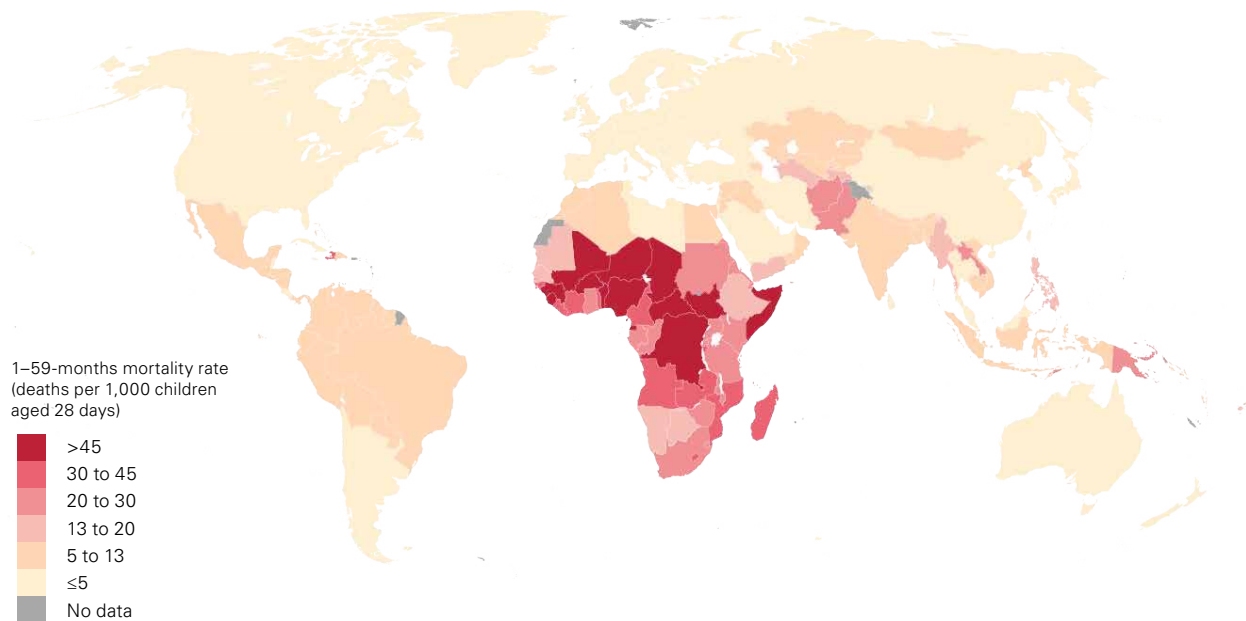 1–59-months mortality rate
(deaths per 1,000 children
aged 28 days)
>45
30 to 45
20 to 30
13 to 20
5 to 13
≤5
No data